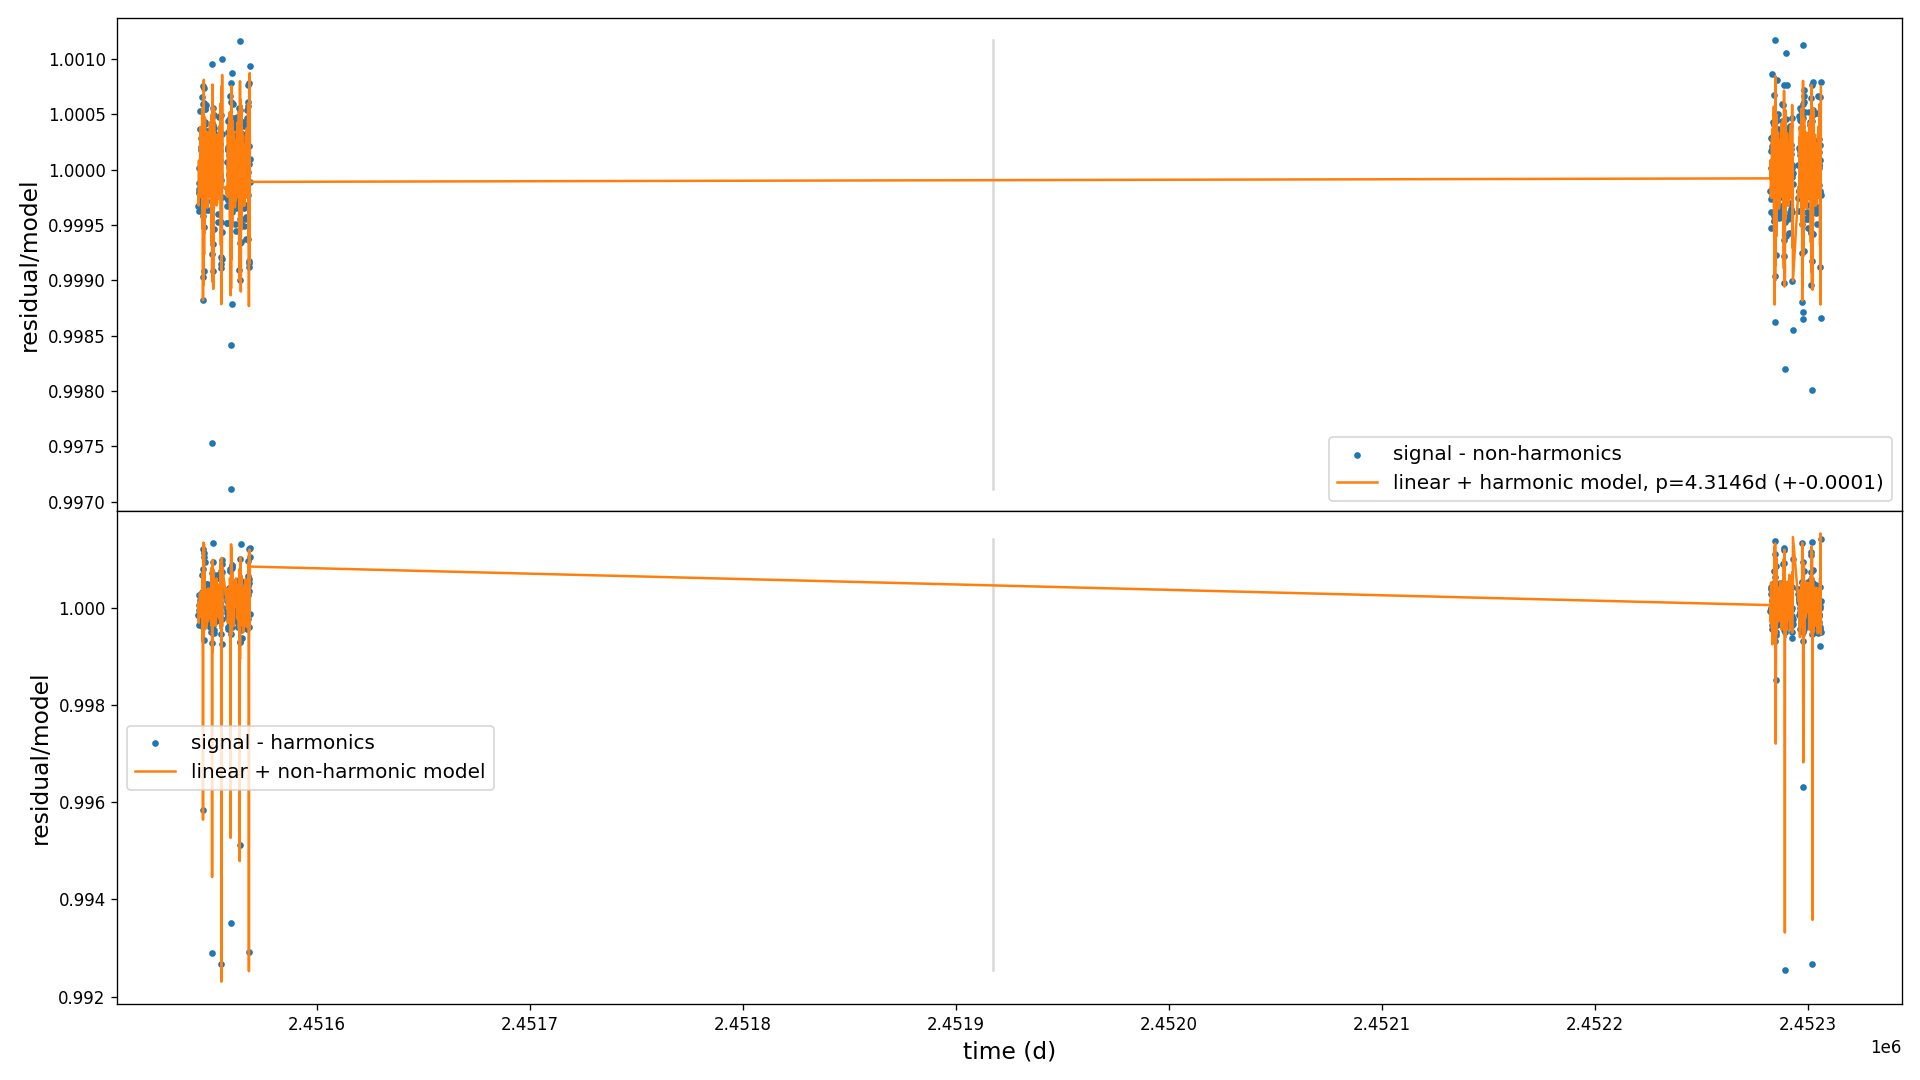 1.0010
1.0005
1.0000
0.9995
0.9990
0.9985
0.9980
0.9975
0.9970
residual/model
signal - non-harmonics
linear + harmonic model, p=4.3146d (+-0.0001)
1.000
0.998
0.996
0.994
0.992
residual/model
signal - harmonics
linear + non-harmonic model
2.4516
2.4517
2.4518
2.4519
2.4520
2.4521
2.4522
2.4523
1e6
time (d)